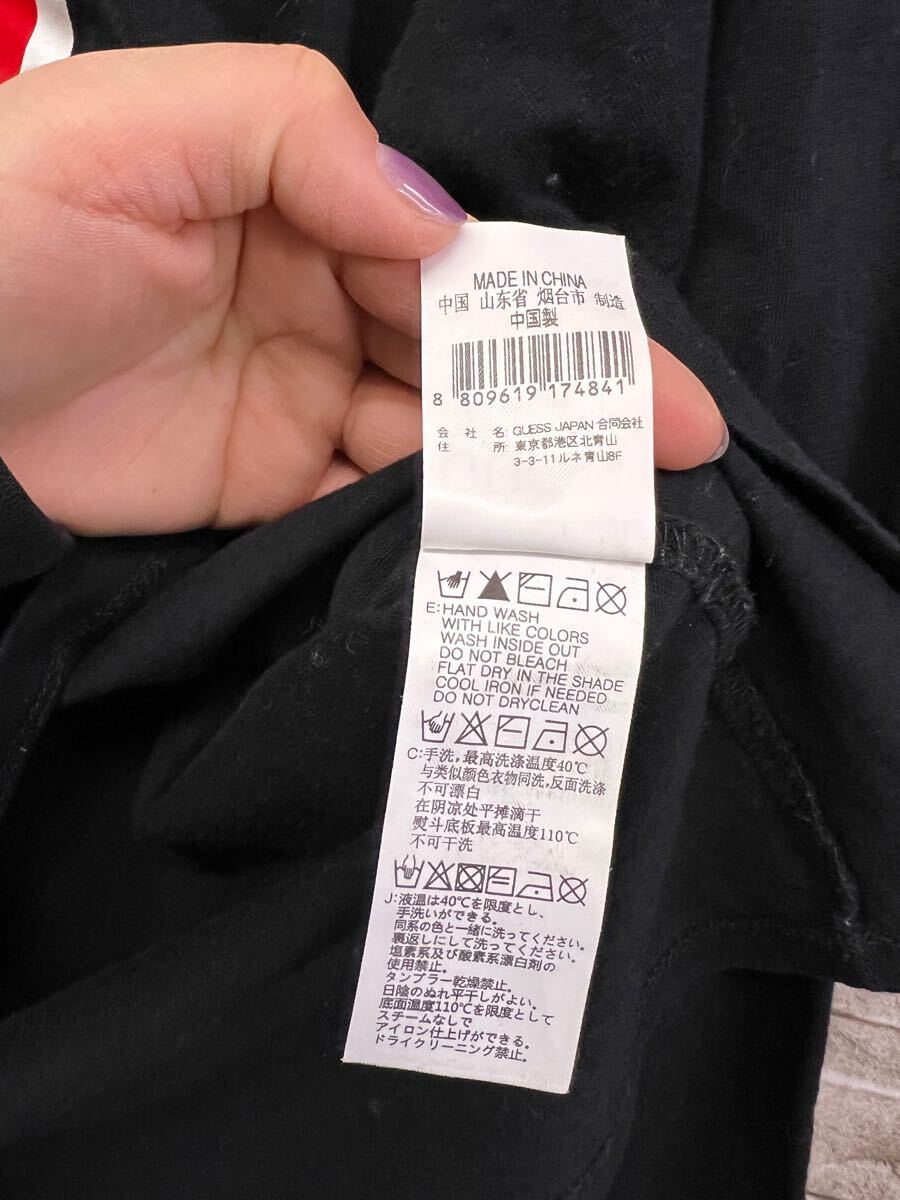 MADE IN CHINA
中国 山东省 烟台市 制造
中国製
8 809619 174841
会 社 名: GUESS JAPAN 合同会社
住 所: 東京都港区北青山
3-3-11ルネ青山8F
E: HAND WASH
WITH LIKE COLORS
WASH INSIDE OUT
DO NOT BLEACH
FLAT DRY IN THE SHADE
COOL IRON IF NEEDED
DO NOT DRYCLEAN
C: 手洗,最高洗涤温度40℃
与类似颜色衣物同洗,反面洗涤
不可漂白
在阴凉处平摊滴干
熨斗底板最高温度110℃
不可干洗
J: 液温は40℃を限度とし、
手洗いができる。
同系の色と一緒に洗ってください。
裏返しにして洗ってください。
塩素系及び酸素系漂白剤の
使用禁止。
タンブラー乾燥禁止。
日陰のぬれ平干しがよい。
底面温度110℃を限度として
スチームなしで
アイロン仕上げができる。
ドライクリーニング禁止。